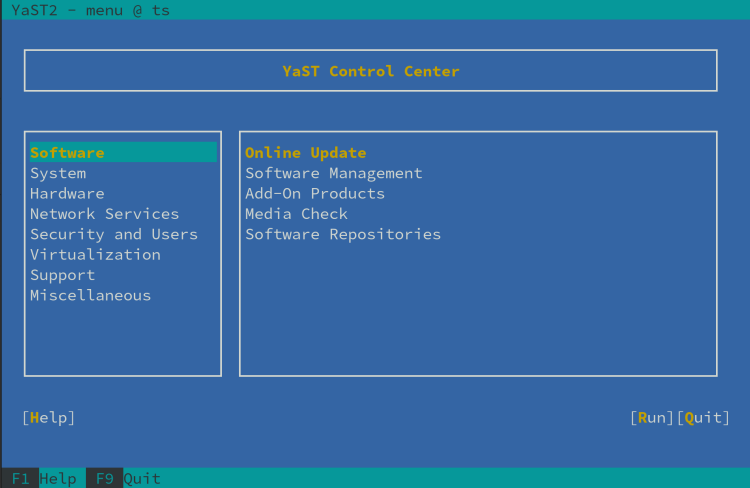 YaST2 - menu @ ts
YaST Control Center
Software
System
Hardware
Network Services
Security and Users
Virtualization
Support
Miscellaneous
Online Update
Software Management
Add-On Products
Media Check
Software Repositories
[Help]
[Run][Quit]
F1 Help F9 Quit